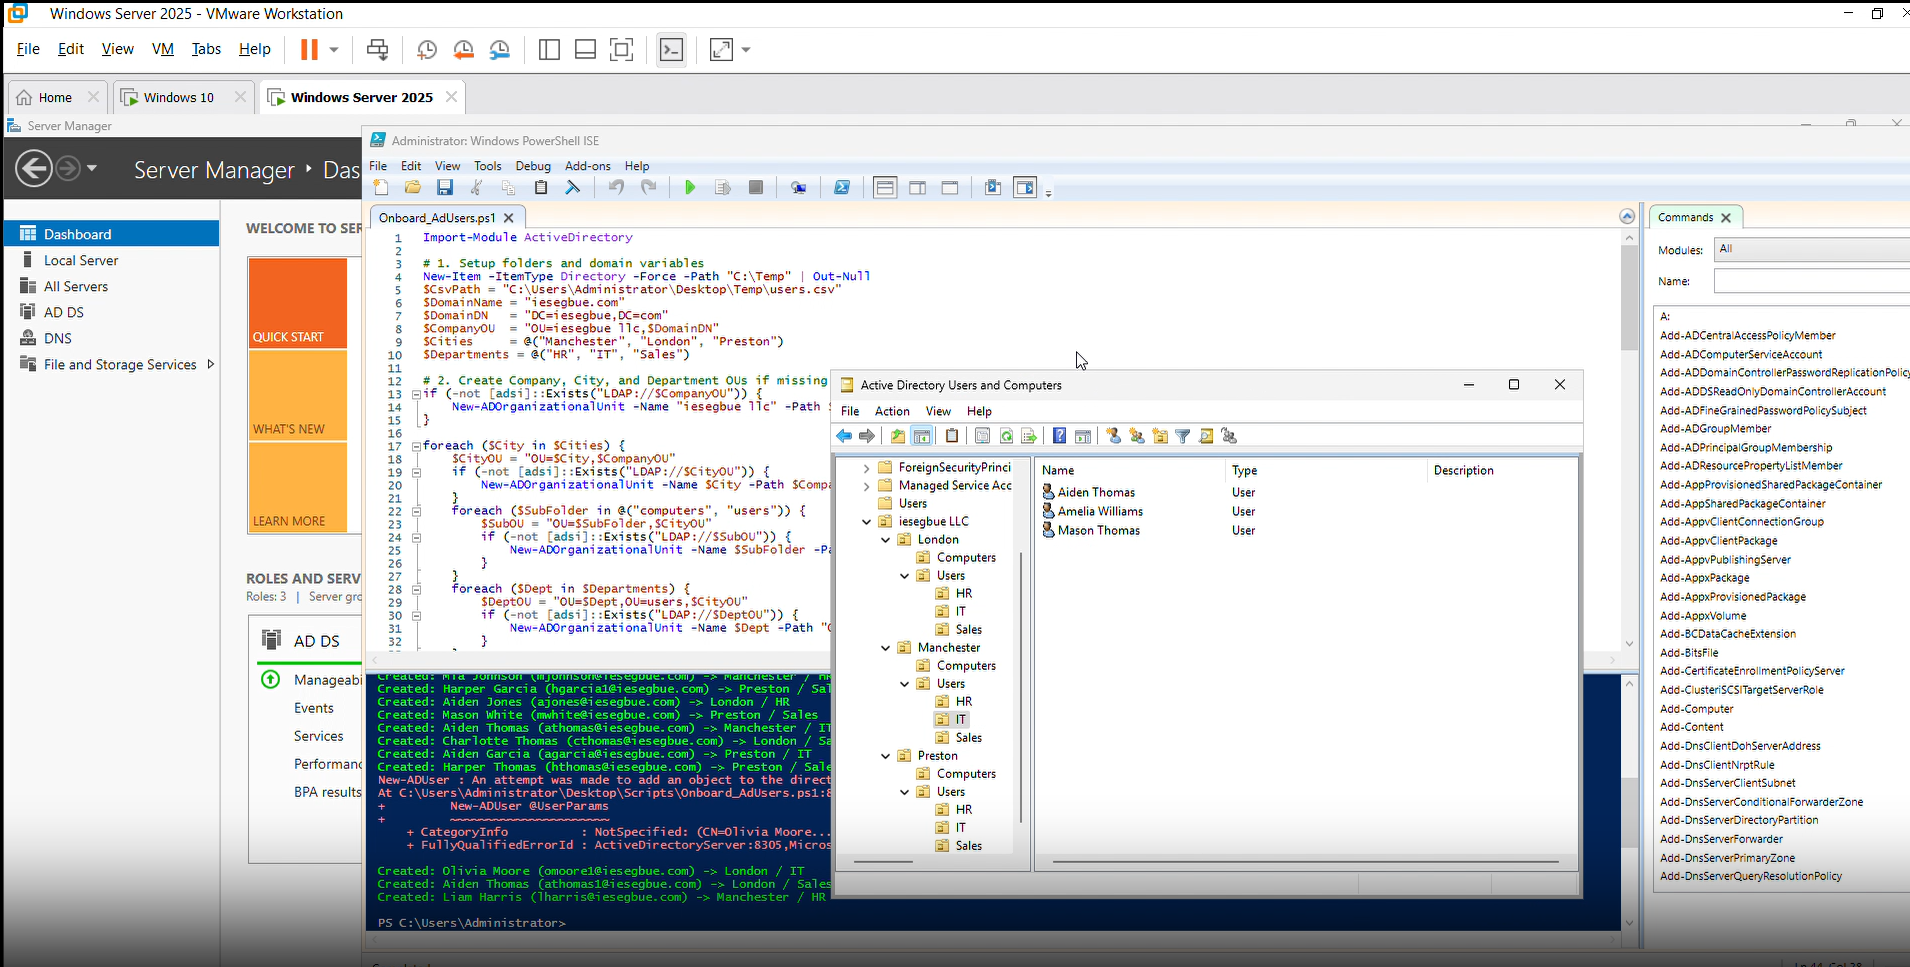 Windows Server 2025 - VMware Workstation
File Edit View VM Tabs Help
Home
Windows 10
Windows Server 2025
Server Manager
Server Manager
Dashboard
Local Server
All Servers
AD DS
DNS
File and Storage Services
WELCOME TO
QUICK START
WHAT'S NEW
LEARN MORE
ROLES AND
Roles: 3 | Server
AD DS
Events
Services
BPA results
Administrator: Windows PowerShell ISE
File Edit View Tools Debug Add-ons Help
Onboard_AdUsers.ps1
1 Import-Module ActiveDirectory
2
3 # 1. Setup folders and domain variables
4 New-Item -ItemType Directory -Force -Path "C:\Temp" | Out-Null
5 $CsvPath = "C:\Users\Administrator\Desktop\Temp\users.csv"
6 $DomainName = "iesegbue.com"
7 $DomainDN = "DC=iesegbue,DC=com"
8 $CompanyOU = "OU=iesegbue llc,$DomainDN"
9 $Cities = @("Manchester", "London", "Preston")
10 $Departments = @("HR", "IT", "Sales")
11
12 # 2. Create Company, City, and Department OUs if missing
13 if (-not [adsi]::Exists("LDAP://$CompanyOU")) {
14 New-ADOrganizationalUnit -Name "iesegbue llc" -Path
15 }
16
17 foreach ($City in $Cities) {
18 $CityOU = "OU=$City,$CompanyOU"
19 if (-not [adsi]::Exists("LDAP://$CityOU")) {
20 New-ADOrganizationalUnit -Name $City -Path $Compa
21 }
22 foreach ($SubFolder in @("computers", "users")) {
23 $SubOU = "OU=$SubFolder,$CityOU"
24 if (-not [adsi]::Exists("LDAP://$SubOU")) {
25 New-ADOrganizationalUnit -Name $SubFolder -Pa
26 }
27 }
28 foreach ($Dept in $Departments) {
29 $DeptOU = "OU=$Dept,OU=users,$CityOU"
30 if (-not [adsi]::Exists("LDAP://$DeptOU")) {
31 New-ADOrganizationalUnit -Name $Dept -Path "
32 }
Created: Mia Johnson (mjohnson@iesegbue.com) -> Manchester / HR
Created: Harper Garcia (hgarcia1@iesegbue.com) -> Preston / Sal
Created: Aiden Jones (ajones@iesegbue.com) -> London / HR
Created: Mason White (mwhite@iesegbue.com) -> Preston / Sales
Created: Aiden Thomas (athomas@iesegbue.com) -> Manchester / IT
Created: Charlotte Thomas (cthomas@iesegbue.com) -> London / Sa
Created: Aiden Garcia (agarcia@iesegbue.com) -> Preston / IT
Created: Harper Thomas (hthomas@iesegbue.com) -> Preston / Sale
New-ADUser : An attempt was made to add an object to the direct
At C:\Users\Administrator\Desktop\Scripts\Onboard_AdUsers.ps1:8
+ New-ADUser @UserParams
+ ~~~~~~~~~~~~~~~~~~~~~~
+ CategoryInfo : NotSpecified: (CN=Olivia Moore...
+ FullyQualifiedErrorId : ActiveDirectoryServer:8305,Micros
Created: Olivia Moore (omoore1@iesegbue.com) -> London / IT
Created: Aiden Thomas (athomas1@iesegbue.com) -> London / Sales
Created: Liam Harris (lharris@iesegbue.com) -> Manchester / HR
PS C:\Users\Administrator>
Active Directory Users and Computers
File Action View Help
ForeignSecurityPrinci
Managed Service Acc
Users
iesegbue LLC
London
Computers
Users
HR
IT
Sales
Manchester
Computers
Users
HR
IT
Sales
Preston
Computers
Users
HR
IT
Sales
Name Type Description
Aiden Thomas User
Amelia Williams User
Mason Thomas User
Commands
Modules: All
Name:
A:
Add-ADCentralAccessPolicyMember
Add-ADComputerServiceAccount
Add-ADDomainControllerPasswordReplicationPolicy
Add-ADDSReadOnlyDomainControllerAccount
Add-ADFineGrainedPasswordPolicySubject
Add-ADGroupMember
Add-ADPrincipalGroupMembership
Add-ADResourcePropertyListMember
Add-AppProvisionedSharedPackageContainer
Add-AppSharedPackageContainer
Add-AppvClientConnectionGroup
Add-AppvClientPackage
Add-AppvPublishingServer
Add-AppxPackage
Add-AppxProvisionedPackage
Add-AppxVolume
Add-BCDataCacheExtension
Add-BitsFile
Add-CertificateEnrollmentPolicyServer
Add-ClusteriSCSITargetServerRole
Add-Computer
Add-Content
Add-DnsClientDohServerAddress
Add-DnsClientNrptRule
Add-DnsServerClientSubnet
Add-DnsServerConditionalForwarderZone
Add-DnsServerDirectoryPartition
Add-DnsServerForwarder
Add-DnsServerPrimaryZone
Add-DnsServerQueryResolutionPolicy